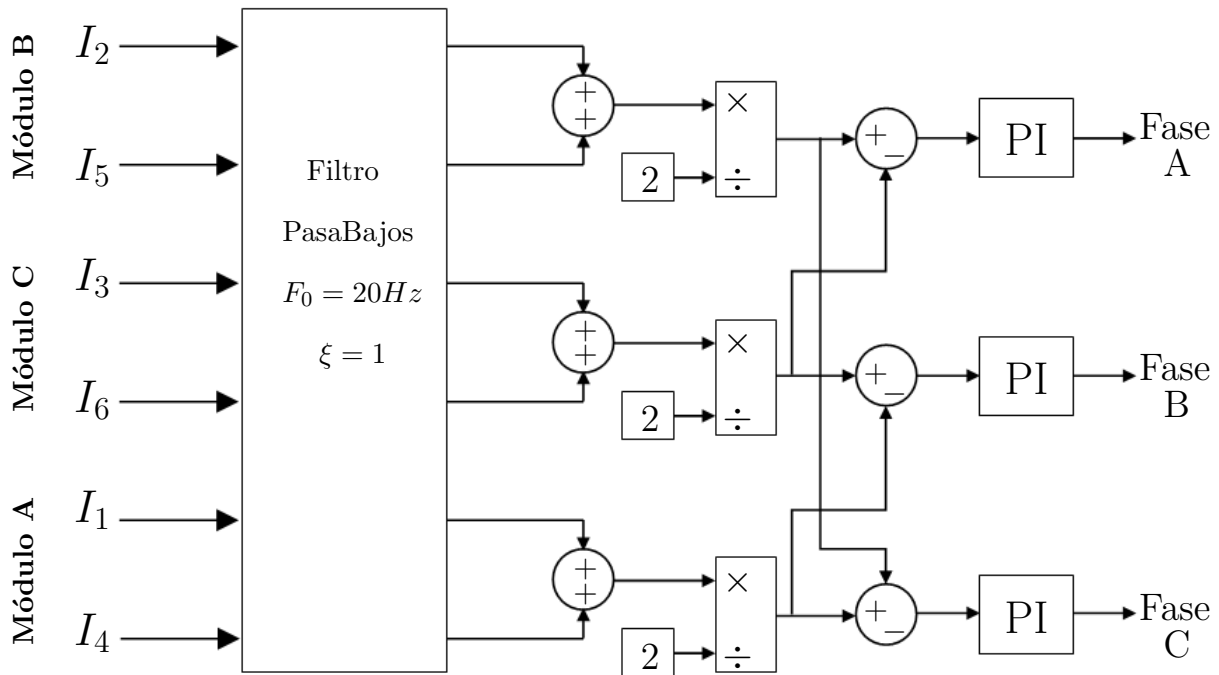 Módulo B
I2
I5
Módulo C
I3
I6
Módulo A
I1
I4
Filtro
PasaBajos
F0 = 20Hz
ξ = 1
+
+
2
×
÷
+
−
PI
Fase
A
+
+
2
×
÷
+
−
PI
Fase
B
+
+
2
×
÷
+
−
PI
Fase
C